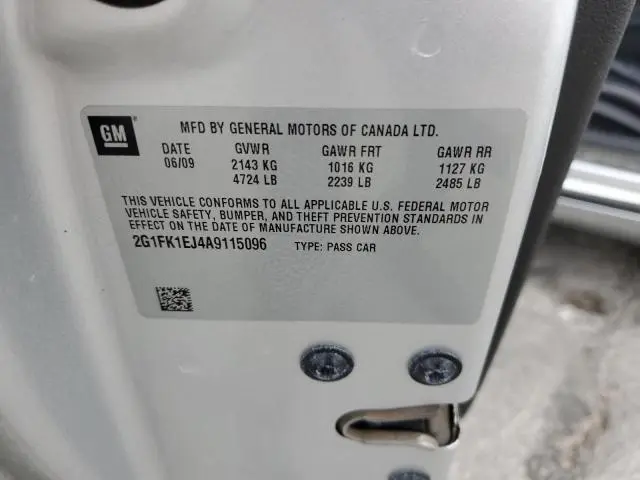 GM
MFD BY GENERAL MOTORS OF CANADA LTD.
DATE GVWR GAWR FRT GAWR RR
06/09 2143 KG 1016 KG 1127 KG
4724 LB 2239 LB 2485 LB
THIS VEHICLE CONFORMS TO ALL APPLICABLE U.S. FEDERAL MOTOR
VEHICLE SAFETY, BUMPER, AND THEFT PREVENTION STANDARDS IN
EFFECT ON THE DATE OF MANUFACTURE SHOWN ABOVE.
2G1FK1EJ4A9115096 TYPE: PASS CAR